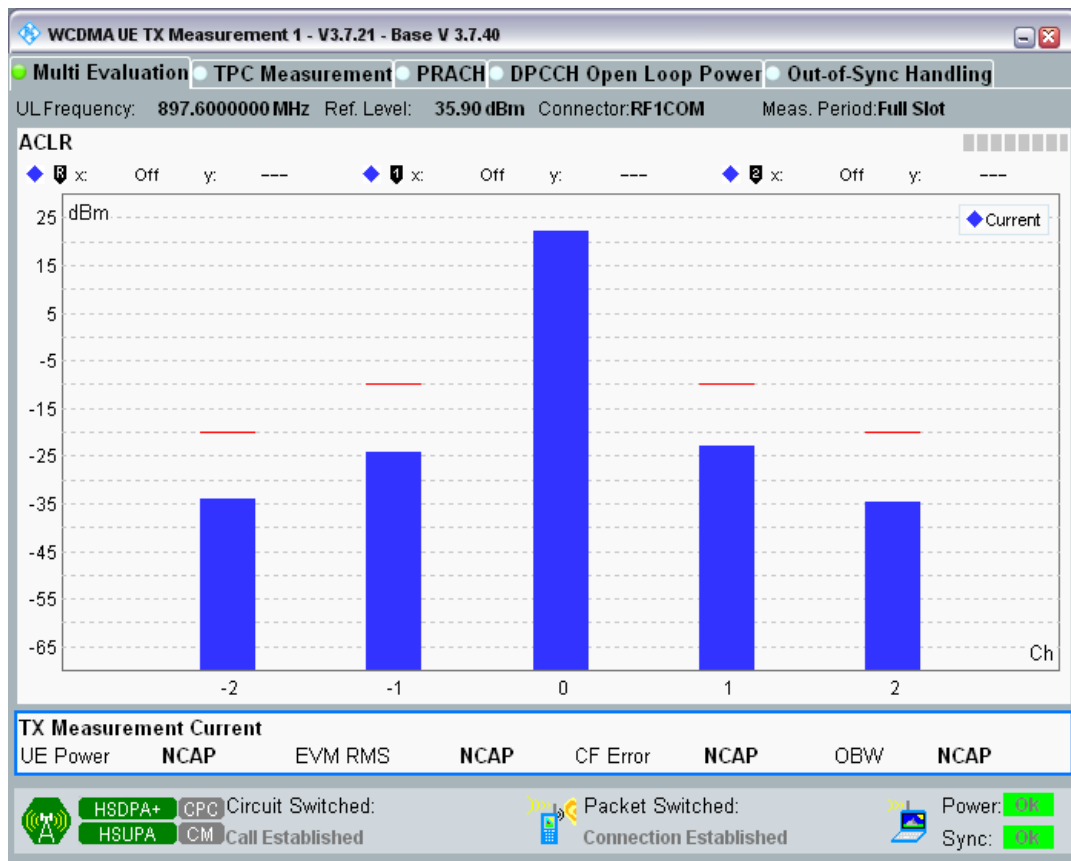 WCDMA UE TX Measurement 1 - V3.7.21 - Base V 3.7.40
Multi Evaluation TPC Measurement PRACH DPCCH Open Loop Power Out-of-Sync Handling
UL Frequency: 897.6000000 MHz Ref. Level: 35.90 dBm Connector:RF1COM Meas. Period:Full Slot
ACLR
R x: Off y: --- 1 x: Off y: --- 2 x: Off y: ---
dBm
Current
25
15
5
-5
-15
-25
-35
-45
-55
-65
Ch
-2 -1 0 1 2
TX Measurement Current
UE Power NCAP EVM RMS NCAP CF Error NCAP OBW NCAP
HSDPA+ CPC Circuit Switched: Packet Switched: Power: OK
HSUPA CM Call Established Connection Established Sync: OK